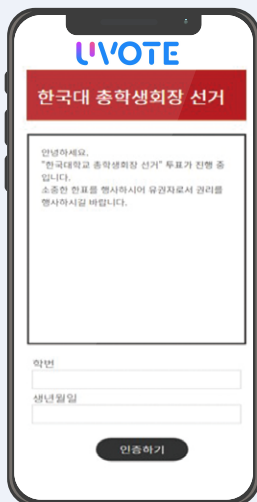 UVOTE
한국대 총학생회장 선거
안녕하세요.
"한국대학교 총학생회장 선거" 투표가 진행 중
입니다.
소중한 한표를 행사하시어 유권자로서 권리를
행사하시길 바랍니다.
학번
생년월일
인증하기